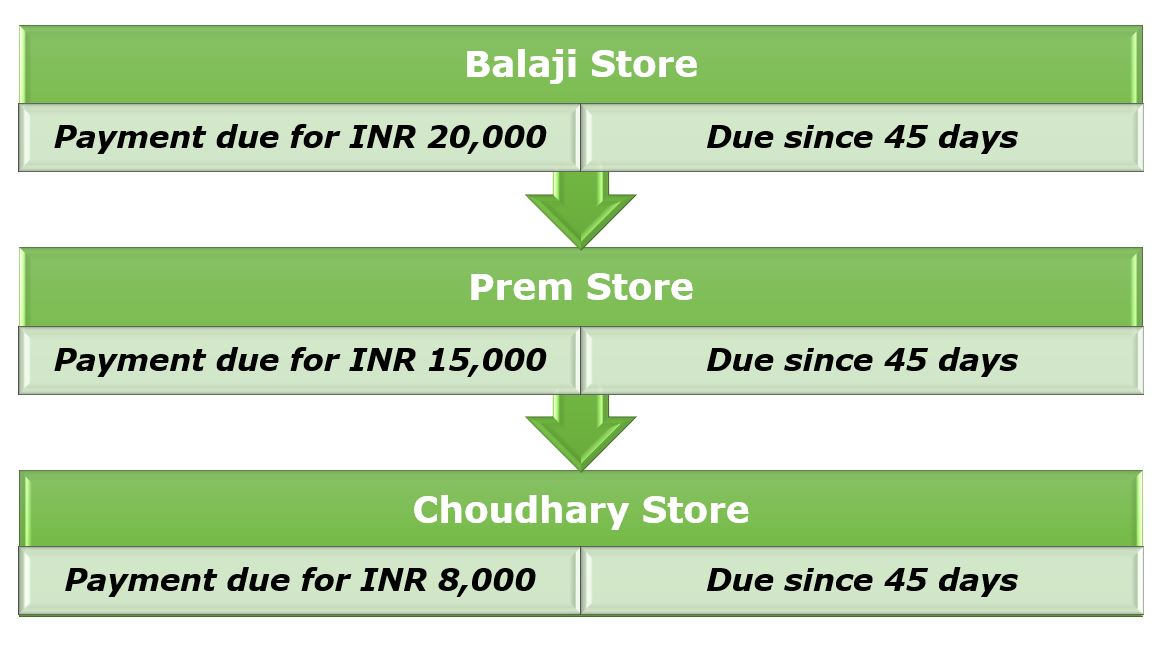 Balaji Store
Payment due for INR 20,000
Due since 45 days
Prem Store
Payment due for INR 15,000
Due since 45 days
Choudhary Store
Payment due for INR 8,000
Due since 45 days